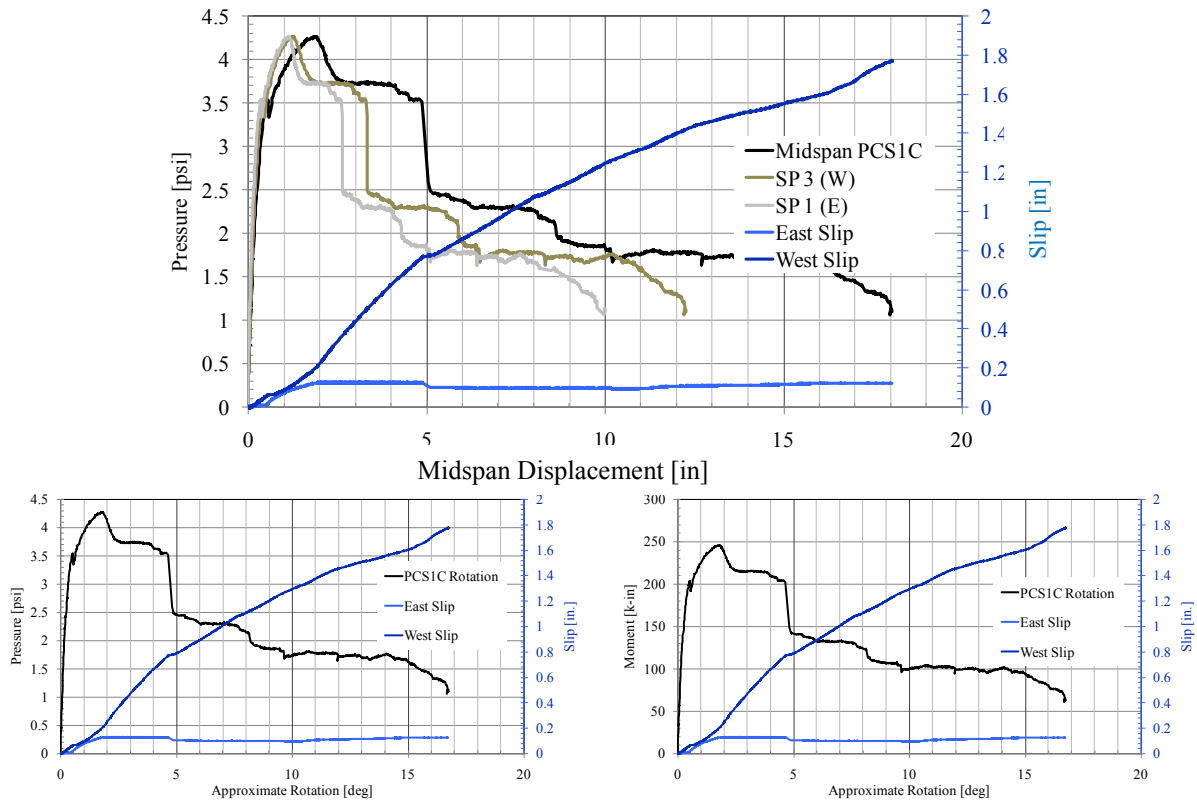 4.5
4
3.5
3
2.5
2
1.5
1
0.5
0
Pressure [psi]
2
1.8
1.6
1.4
1.2
1
0.8
0.6
0.4
0.2
0
Slip [in]
Midspan PCS1C
SP 3 (W)
SP 1 (E)
East Slip
West Slip
0 5 10 15 20
Midspan Displacement [in]
4.5
4
3.5
3
2.5
2
1.5
1
0.5
0
Pressure [psi]
2
1.8
1.6
1.4
1.2
1
0.8
0.6
0.4
0.2
0
Slip [in.]
PCS1C Rotation
East Slip
West Slip
0 5 10 15 20
Approximate Rotation [deg]
300
250
200
150
100
50
0
Moment [k-in]
2
1.8
1.6
1.4
1.2
1
0.8
0.6
0.4
0.2
0
Slip [in.]
PCS1C Rotation
East Slip
West Slip
0 5 10 15 20
Approximate Rotation [deg]